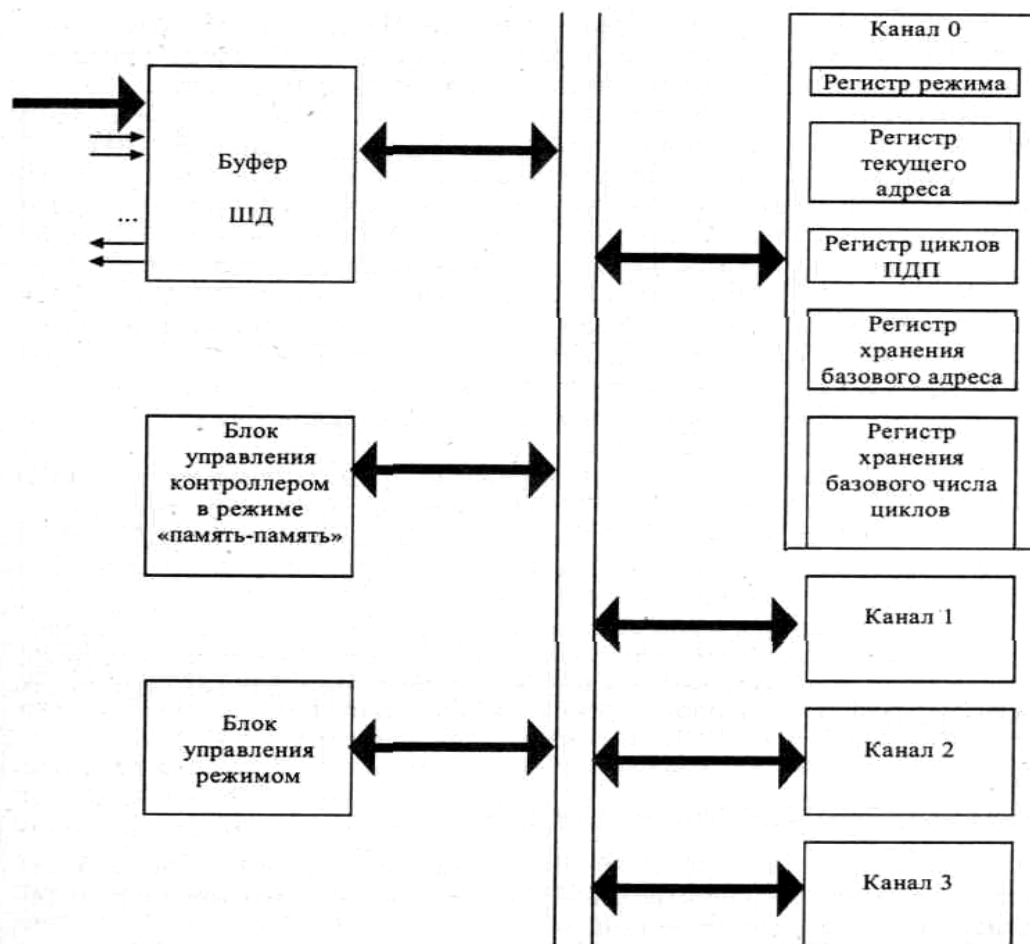 Буфер
ШД
...
Блок
управления
контроллером
в режиме
«память-память»
Блок
управления
режимом
Канал 0
Регистр режима
Регистр
текущего
адреса
Регистр циклов
ПДП
Регистр
хранения
базового адреса
Регистр
хранения
базового числа
циклов
Канал 1
Канал 2
Канал 3